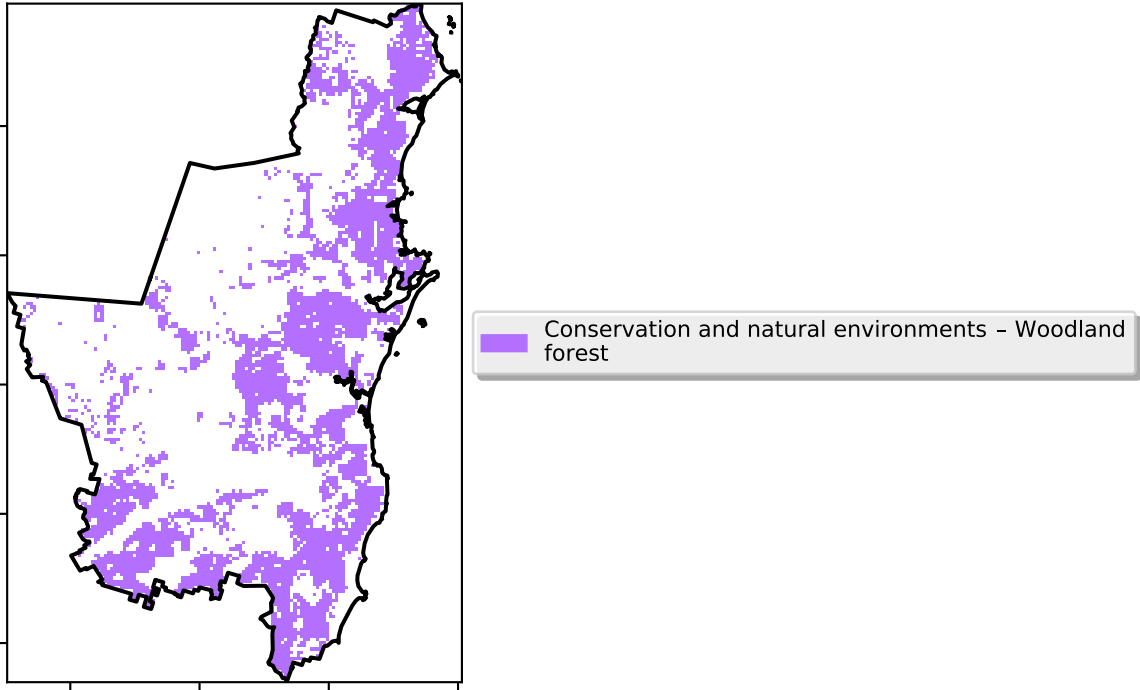 Conservation and natural environments – Woodland
forest